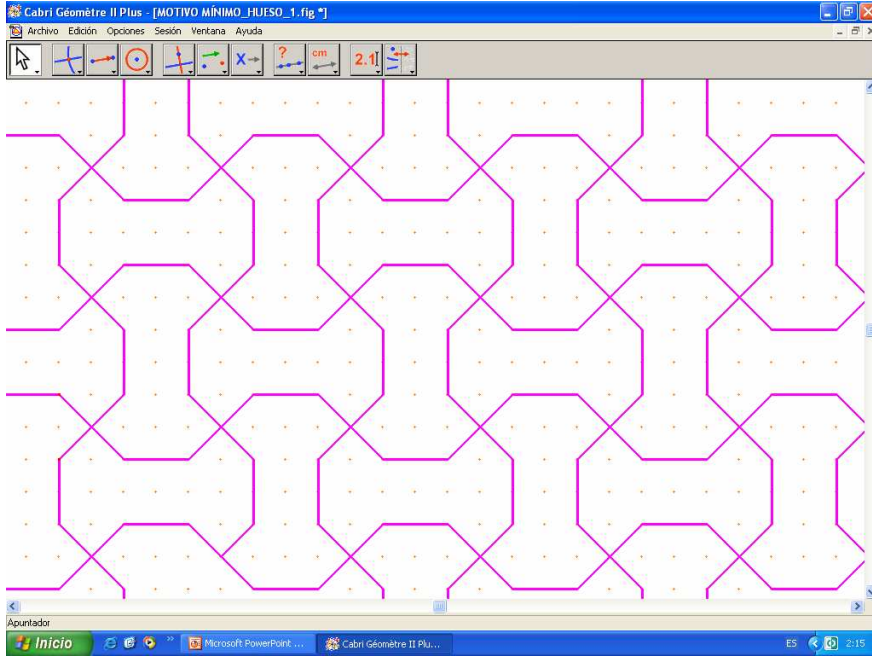 Cabri Géomètre II Plus - [MOTIVO MÍNIMO_HUESO_1.fig *]
Archivo Edición Opciones Sesión Ventana Ayuda
? cm 2.1
Apuntador
Inicio » Microsoft PowerPoint ... Cabri Géomètre II Plu... ES 2:15